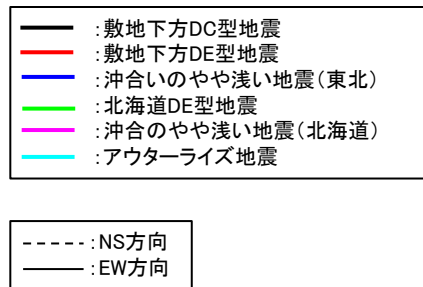 :敷地下方DC型地震
:敷地下方DE型地震
:沖合いのやや浅い地震(東北)
:北海道DE型地震
:沖合のやや浅い地震(北海道)
:アウターライズ地震
:NS方向
:EW方向